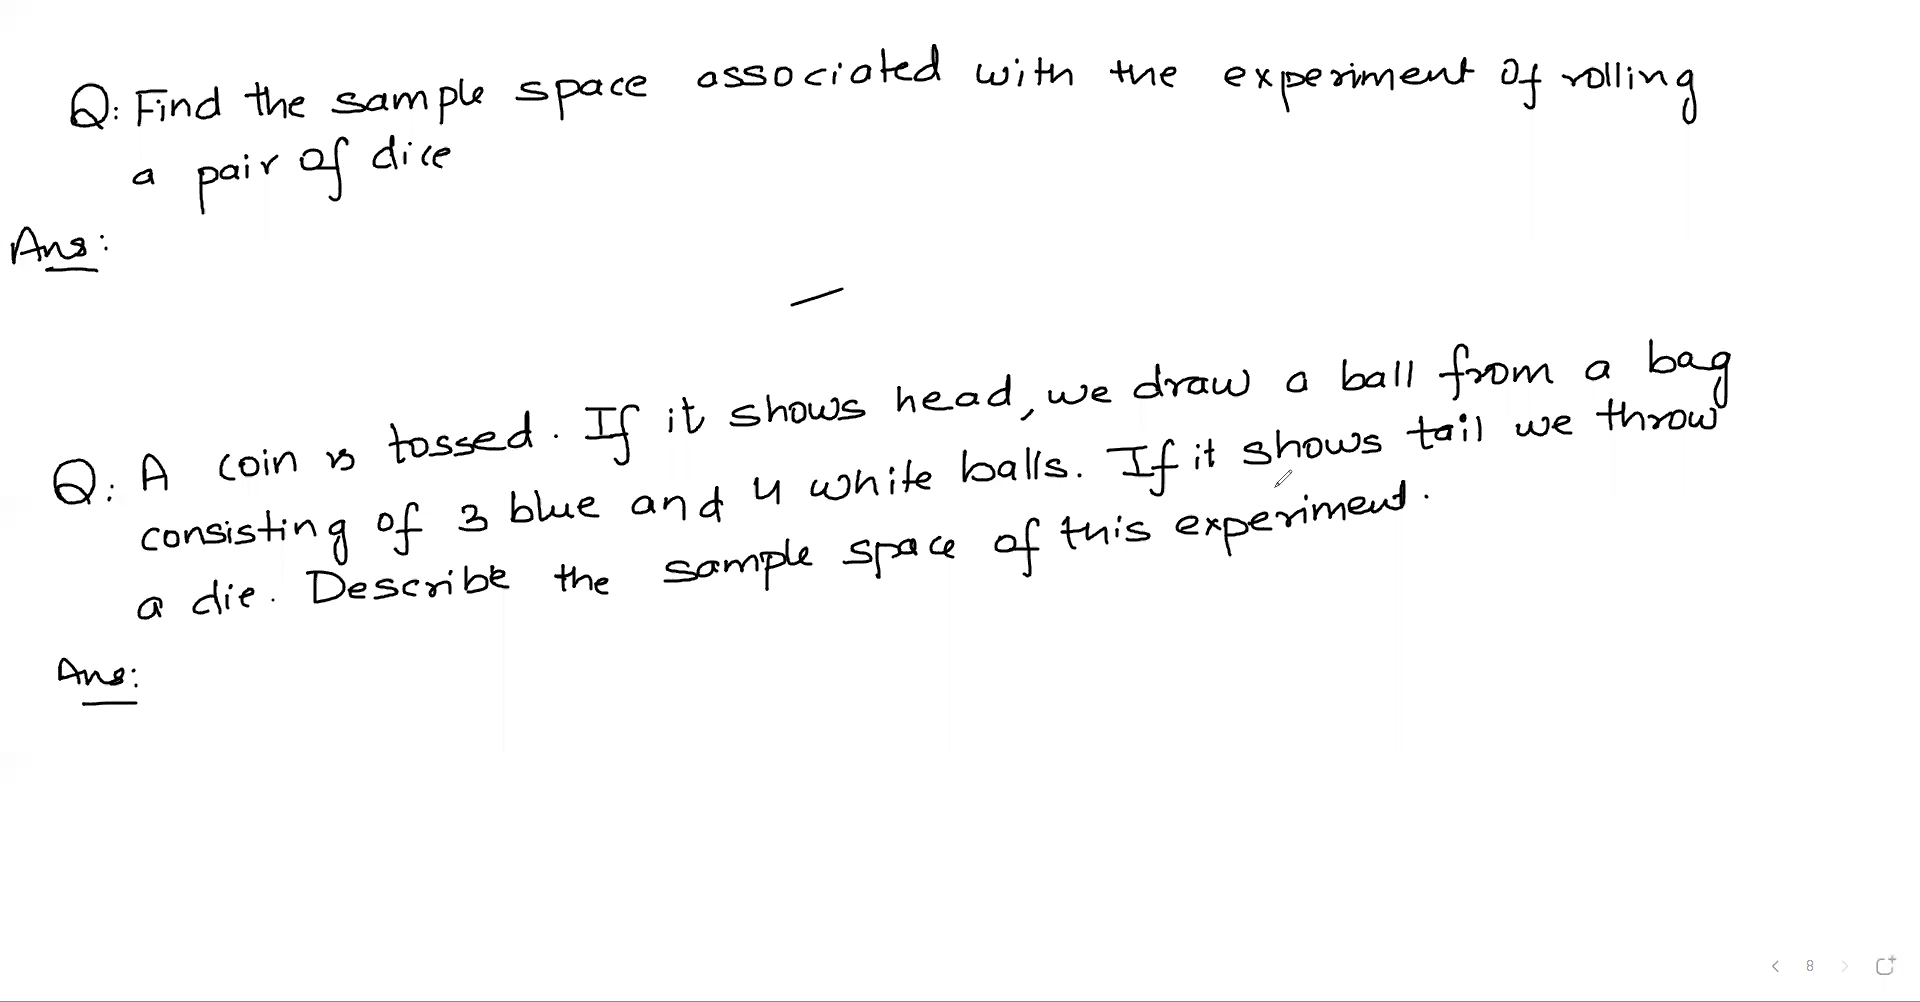 Q: Find the sample space associated with the experiment of rolling
a pair of dice
Ans:
Q: A coin is tossed. If it shows head, we draw a ball from a bag
consisting of 3 blue and 4 white balls. If it shows tail we throw
a die. Describe the sample space of this experiment.
Ans:
8